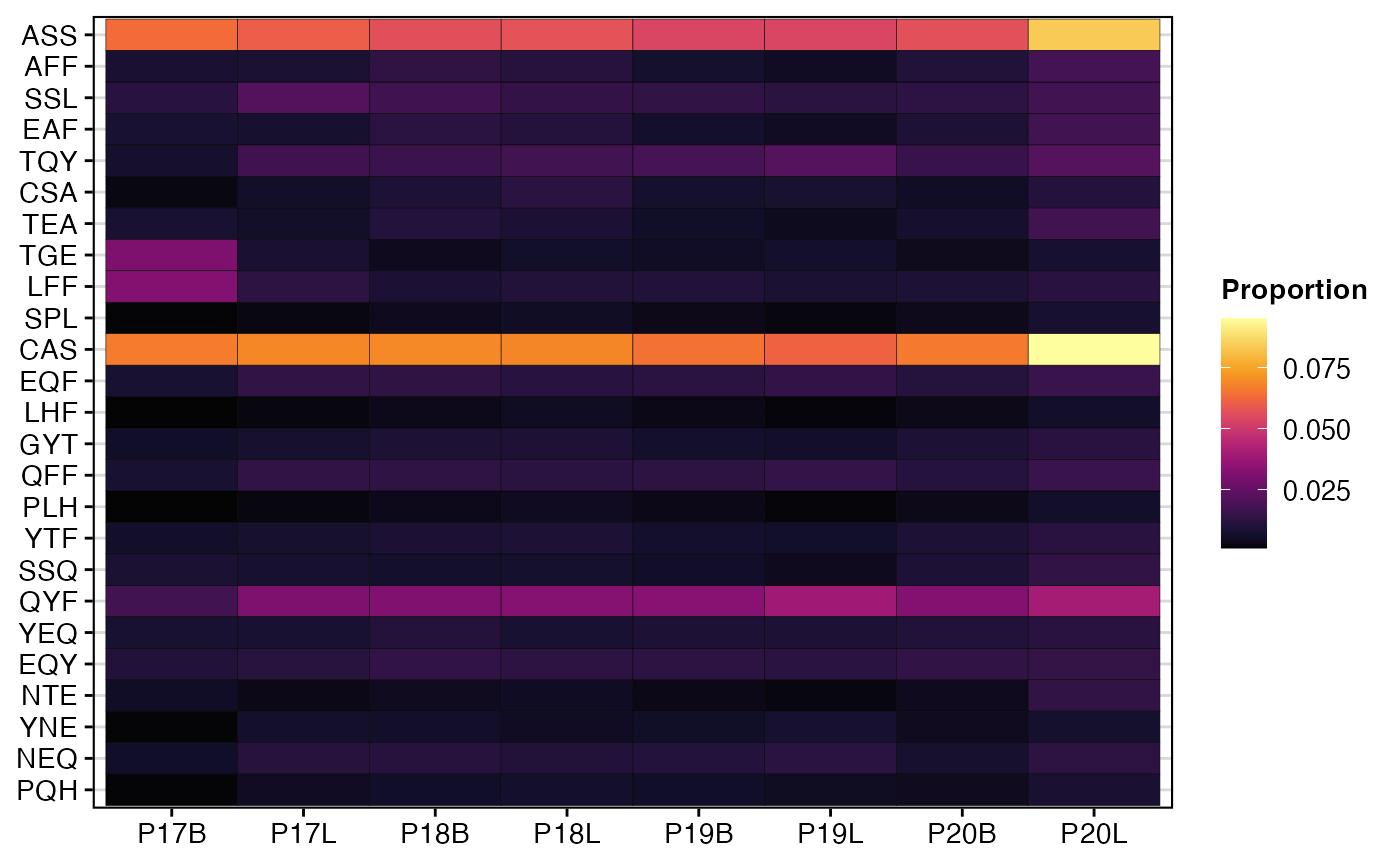 ASS
AFF
SSL
EAF
TQY
CSA
TEA
TGE
LFF
SPL
CAS
EQF
LHF
GYT
QFF
PLH
YTF
SSQ
QYF
YEQ
EQY
NTE
YNE
NEQ
PQH
P17B P17L P18B P18L P19B P19L P20B P20L
Proportion
0.075
0.050
0.025